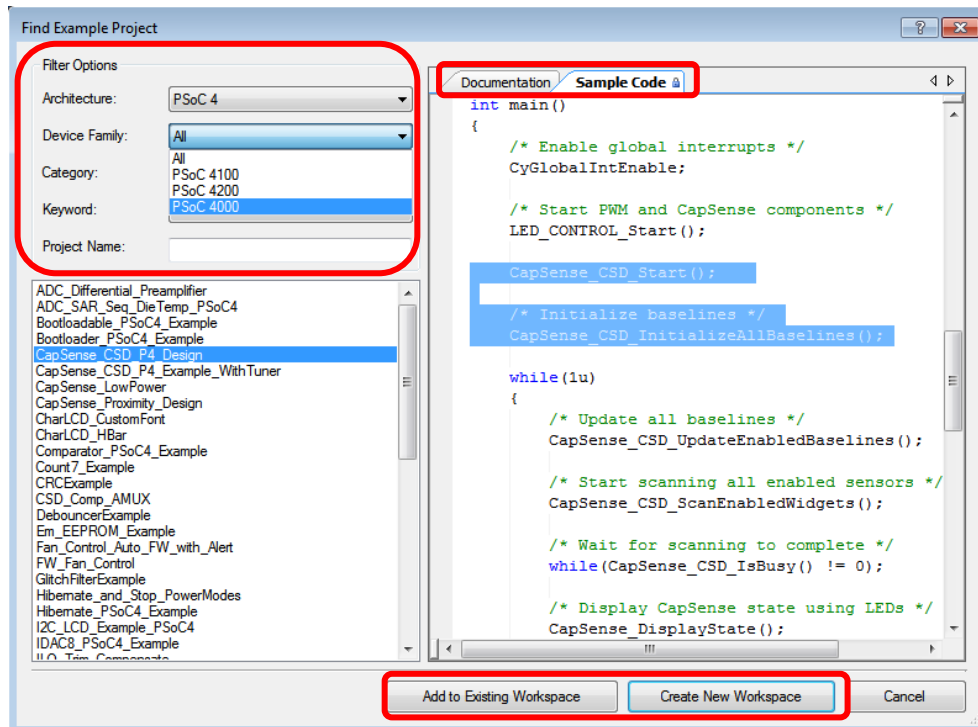 Find Example Project
Filter Options
Architecture:
PSoC 4
Device Family:
All
All
PSoC 4100
PSoC 4200
PSoC 4000
Category:
Keyword:
Project Name:
ADC_Differential_Preamplifier
ADC_SAR_Seq_DieTemp_PSoC4
Bootloadable_PSoC4_Example
Bootloader_PSoC4_Example
CapSense_CSD_P4_Design
CapSense_CSD_P4_Example_WithTuner
CapSense_LowPower
CapSense_Proximity_Design
CharLCD_CustomFont
CharLCD_HBar
Comparator_PSoC4_Example
Count7_Example
CRCExample
CSD_Comp_AMUX
DebouncerExample
Em_EEPROM_Example
Fan_Control_Auto_FW_with_Alert
FW_Fan_Control
GlitchFilterExample
Hibernate_and_Stop_PowerModes
Hibernate_PSoC4_Example
I2C_LCD_Example_PSoC4
IDAC8_PSoC4_Example
ILO_Trim_Compensate
Documentation
Sample Code
int main()
{
/* Enable global interrupts */
CyGlobalIntEnable;
/* Start PWM and CapSense components */
LED_CONTROL_Start();
CapSense_CSD_Start();
/* Initialize baselines */
CapSense_CSD_InitializeAllBaselines();
while(1u)
{
/* Update all baselines */
CapSense_CSD_UpdateEnabledBaselines();
/* Start scanning all enabled sensors */
CapSense_CSD_ScanEnabledWidgets();
/* Wait for scanning to complete */
while(CapSense_CSD_IsBusy() != 0);
/* Display CapSense state using LEDs */
CapSense_DisplayState();
Add to Existing Workspace
Create New Workspace
Cancel